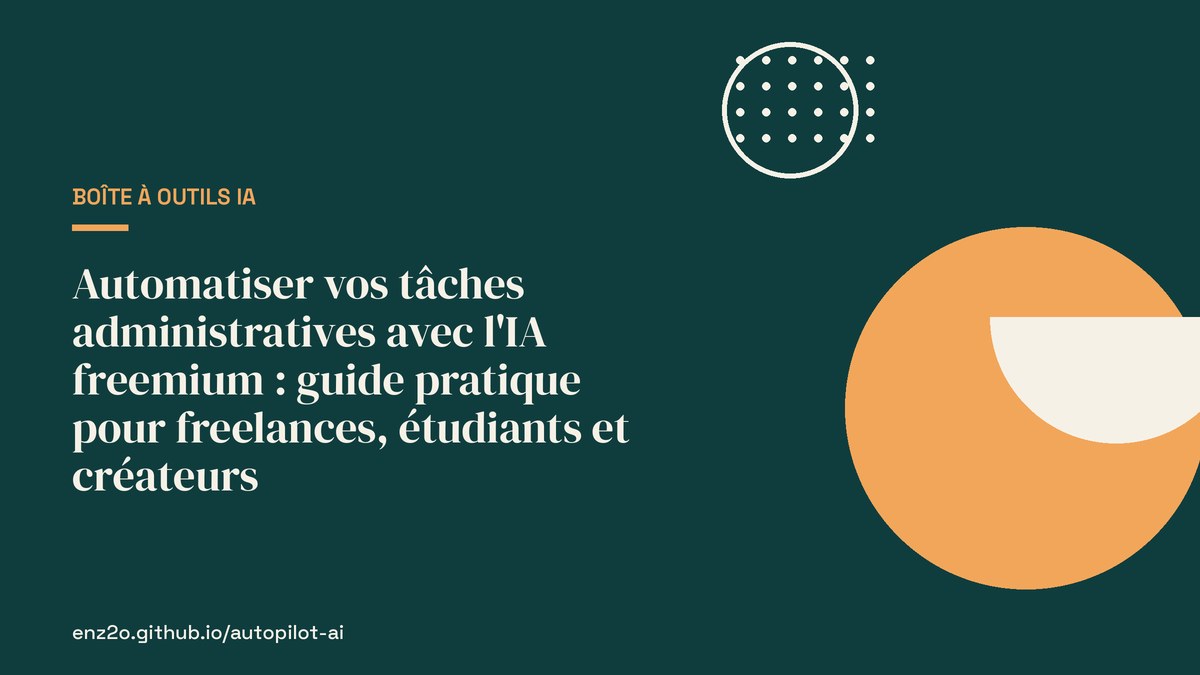 BOÎTE À OUTILS IA
Automatiser vos tâches
administratives avec l'IA
freemium : guide pratique
pour freelances, étudiants et
créateurs
enz2o.github.io/autopilot-ai